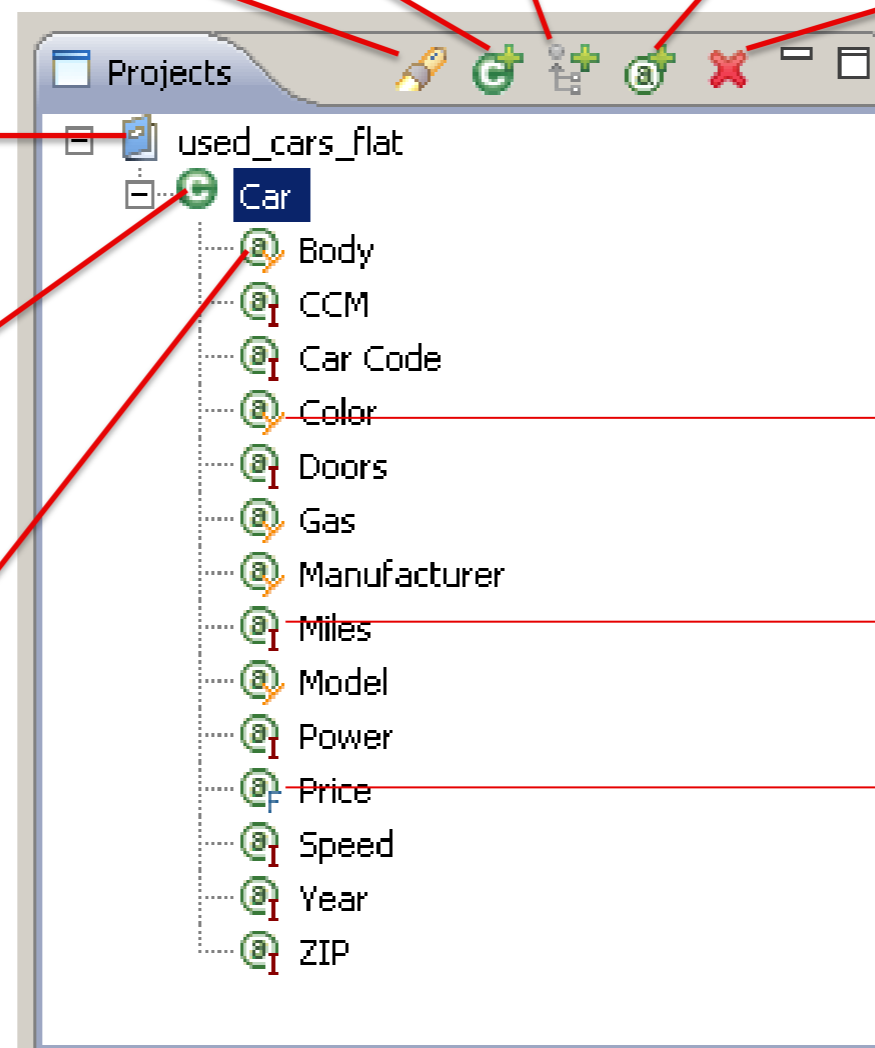 Projects
used_cars_flat
Car
Body
CCM
Car Code
Color
Doors
Gas
Manufacturer
Miles
Model
Power
Price
Speed
Year
ZIP